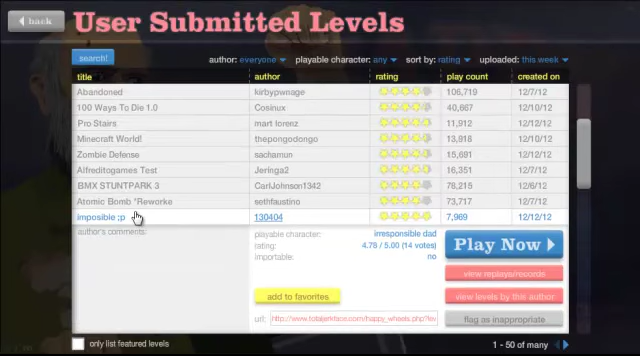 back
User Submitted Levels
search!
author: everyone playable character: any sort by: rating uploaded: this week
title author rating play count created on
Abandoned kirbypwnage 106,719 12/7/12
100 Ways To Die 1.0 Cosinux 40,667 12/10/12
Pro Stairs mart lorenz 11,912 12/12/12
Minecraft World! thepongodongo 13,918 12/10/12
Zombie Defense sachamun 15,691 12/12/12
Alfreditogames Test Jeringa2 18,151 12/10/12
BMX STUNTPARK 3 CarlJohnson1342 78,215 12/6/12
Atomic Bomb *Reworke sethfaustino 73,717 12/7/12
imposible ;p 130404 7,969 12/12/12
author's comments:
playable character: irresponsible dad
rating: 4.78 / 5.00 (14 votes)
importable: no
Play Now
view replays/records
add to favorites
view levels by this author
url: http://www.totaljerkface.com/happy_wheels.php?lev
flag as inappropriate
only list featured levels
1 - 50 of many